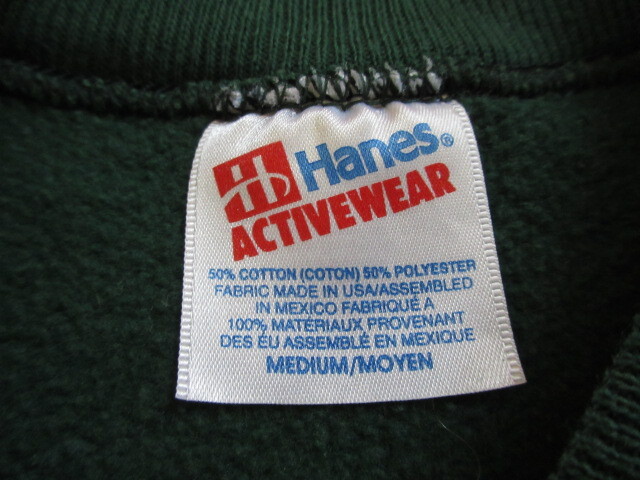 Hanes®
ACTIVEWEAR
50% COTTON (COTON) 50% POLYESTER
FABRIC MADE IN USA/ASSEMBLED
IN MEXICO FABRIQUÉ A
100% MATERIAUX PROVENANT
DES ÉU ASSEMBLÉ EN MEXIQUE
MEDIUM/MOYEN